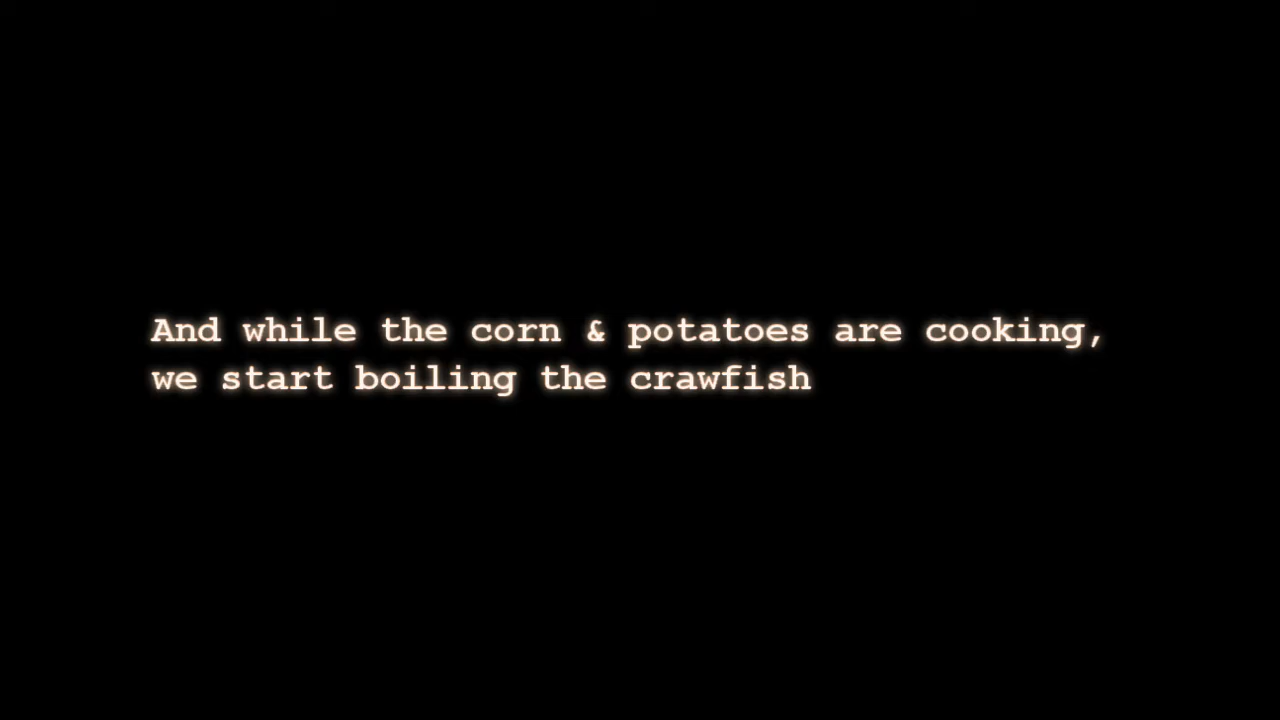 And while the corn & potatoes are cooking,
we start boiling the crawfish